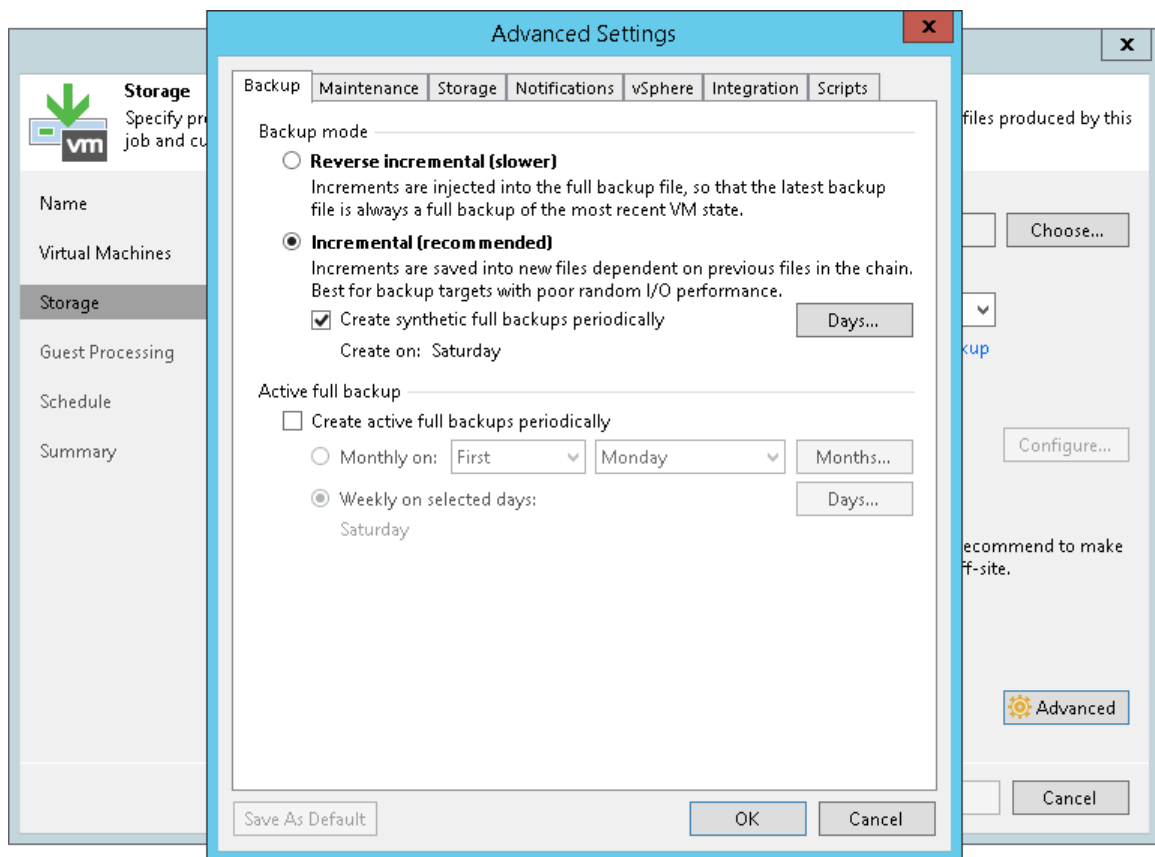 Advanced Settings
x
x
Storage
Specify pr
files produced by this
job and cu
vm
Name
Virtual Machines
Storage
Guest Processing
Schedule
Summary
Backup
Maintenance
Storage
Notifications
vSphere
Integration
Scripts
Backup mode
Reverse incremental (slower)
Increments are injected into the full backup file, so that the latest backup
file is always a full backup of the most recent VM state.
Incremental (recommended)
Increments are saved into new files dependent on previous files in the chain.
Best for backup targets with poor random I/O performance.
Create synthetic full backups periodically
Days...
Create on: Saturday
Active full backup
Create active full backups periodically
Monthly on:
First
Monday
Months...
Weekly on selected days:
Days...
Saturday
Save As Default
OK
Cancel
Choose...
kup
Configure...
ecommend to make
ff-site.
Advanced
Cancel